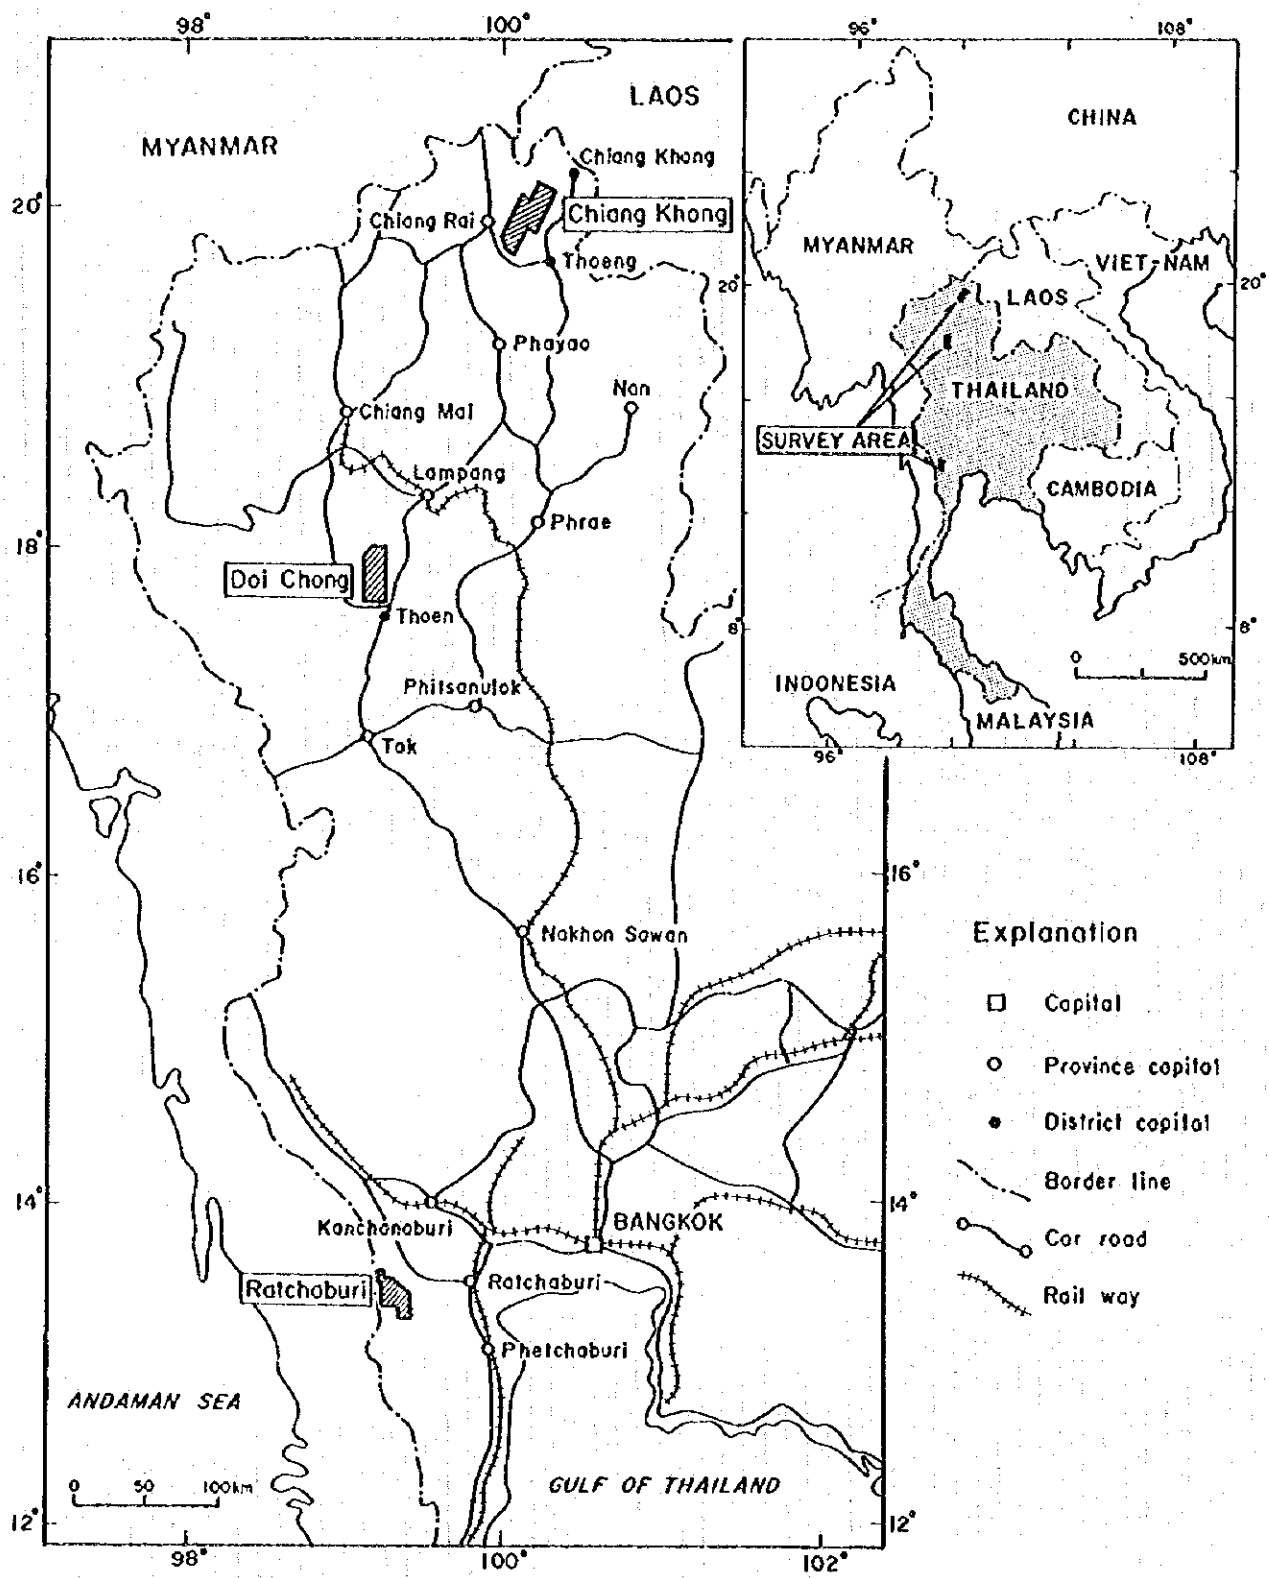 98°
100°
96°
108°
LAOS
CHINA
MYANMAR
Chiang Khong
20°
Chiang Rai
Chiang Khong
MYANMAR
VIET-NAM
Thoeng
20°
20°
LAOS
Phayao
Nan
THAILAND
Chiang Mai
SURVEY AREA
Lampang
CAMBODIA
Phrae
18°
Doi Chong
Thoen
8°
8°
0 500km
Phitsanulok
INDONESIA
MALAYSIA
Tak
96°
108°
16°
16°
Nakhon Sawan
Explanation
Capital
Province capital
District capital
14°
14°
Border line
Kanchanaburi
BANGKOK
Car road
Ratchaburi
Ratchaburi
Rail way
Phetchaburi
ANDAMAN SEA
0 50 100km
GULF OF THAILAND
12°
12°
98°
100°
102°